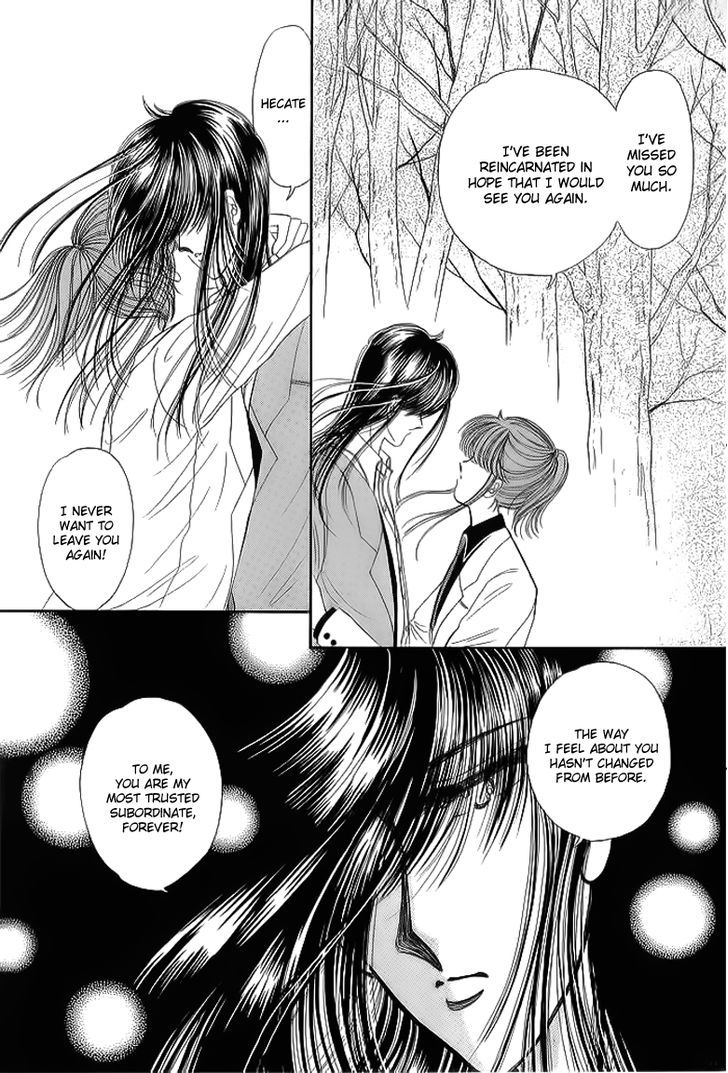 I'VE
MISSED
YOU SO
MUCH.
I'VE BEEN
REINCARNATED IN
HOPE THAT I WOULD
SEE YOU AGAIN.
HECATE
...
I NEVER
WANT TO
LEAVE YOU
AGAIN!
THE WAY
I FEEL ABOUT YOU
HASN'T CHANGED
FROM BEFORE.
TO ME,
YOU ARE MY
MOST TRUSTED
SUBORDINATE,
FOREVER!